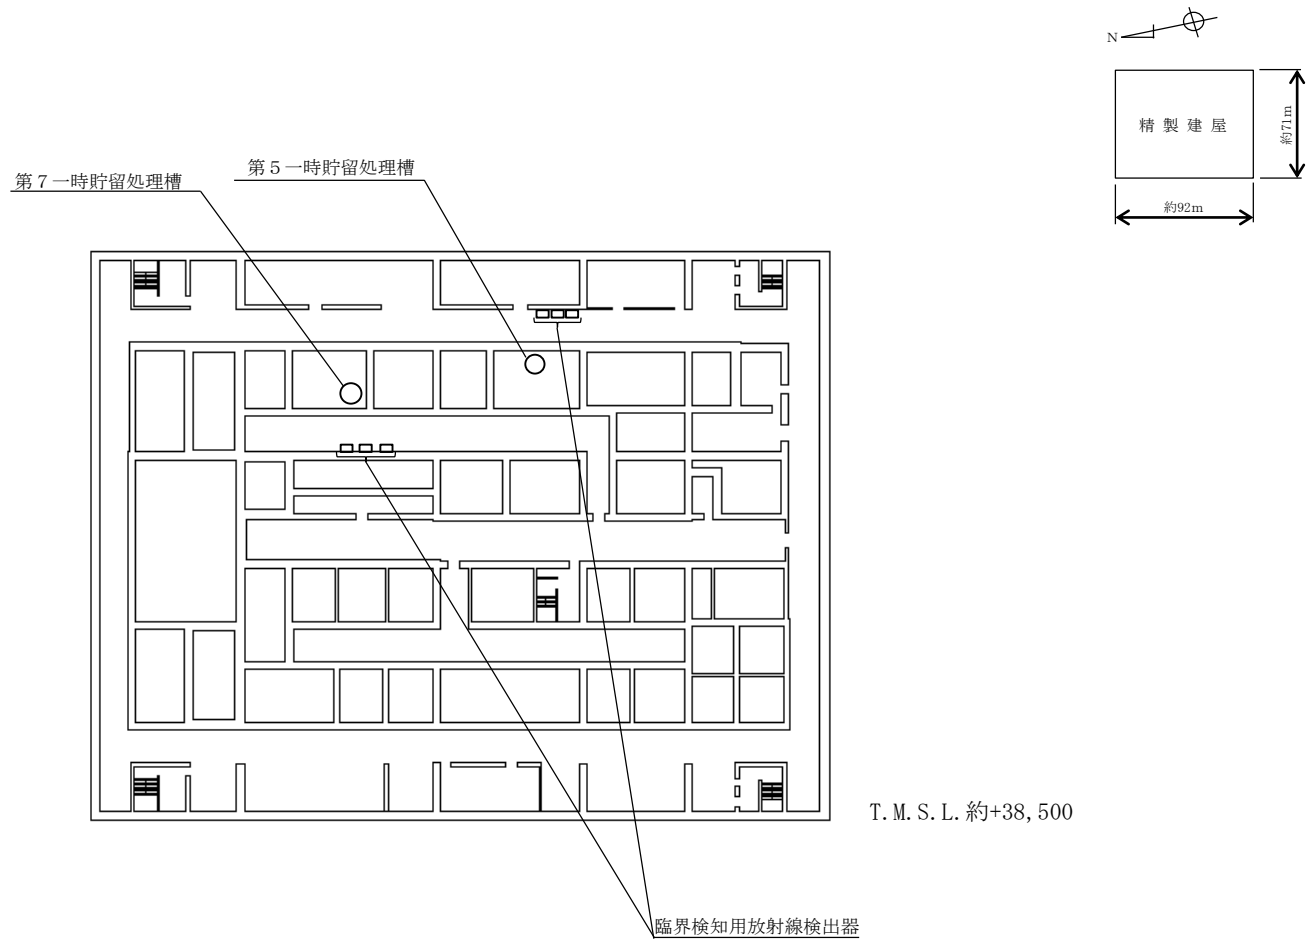 N
精製建屋
約71m
約92m
第5一時貯留処理槽
第7一時貯留処理槽
T.M.S.L.約+38,500
臨界検知用放射線検出器